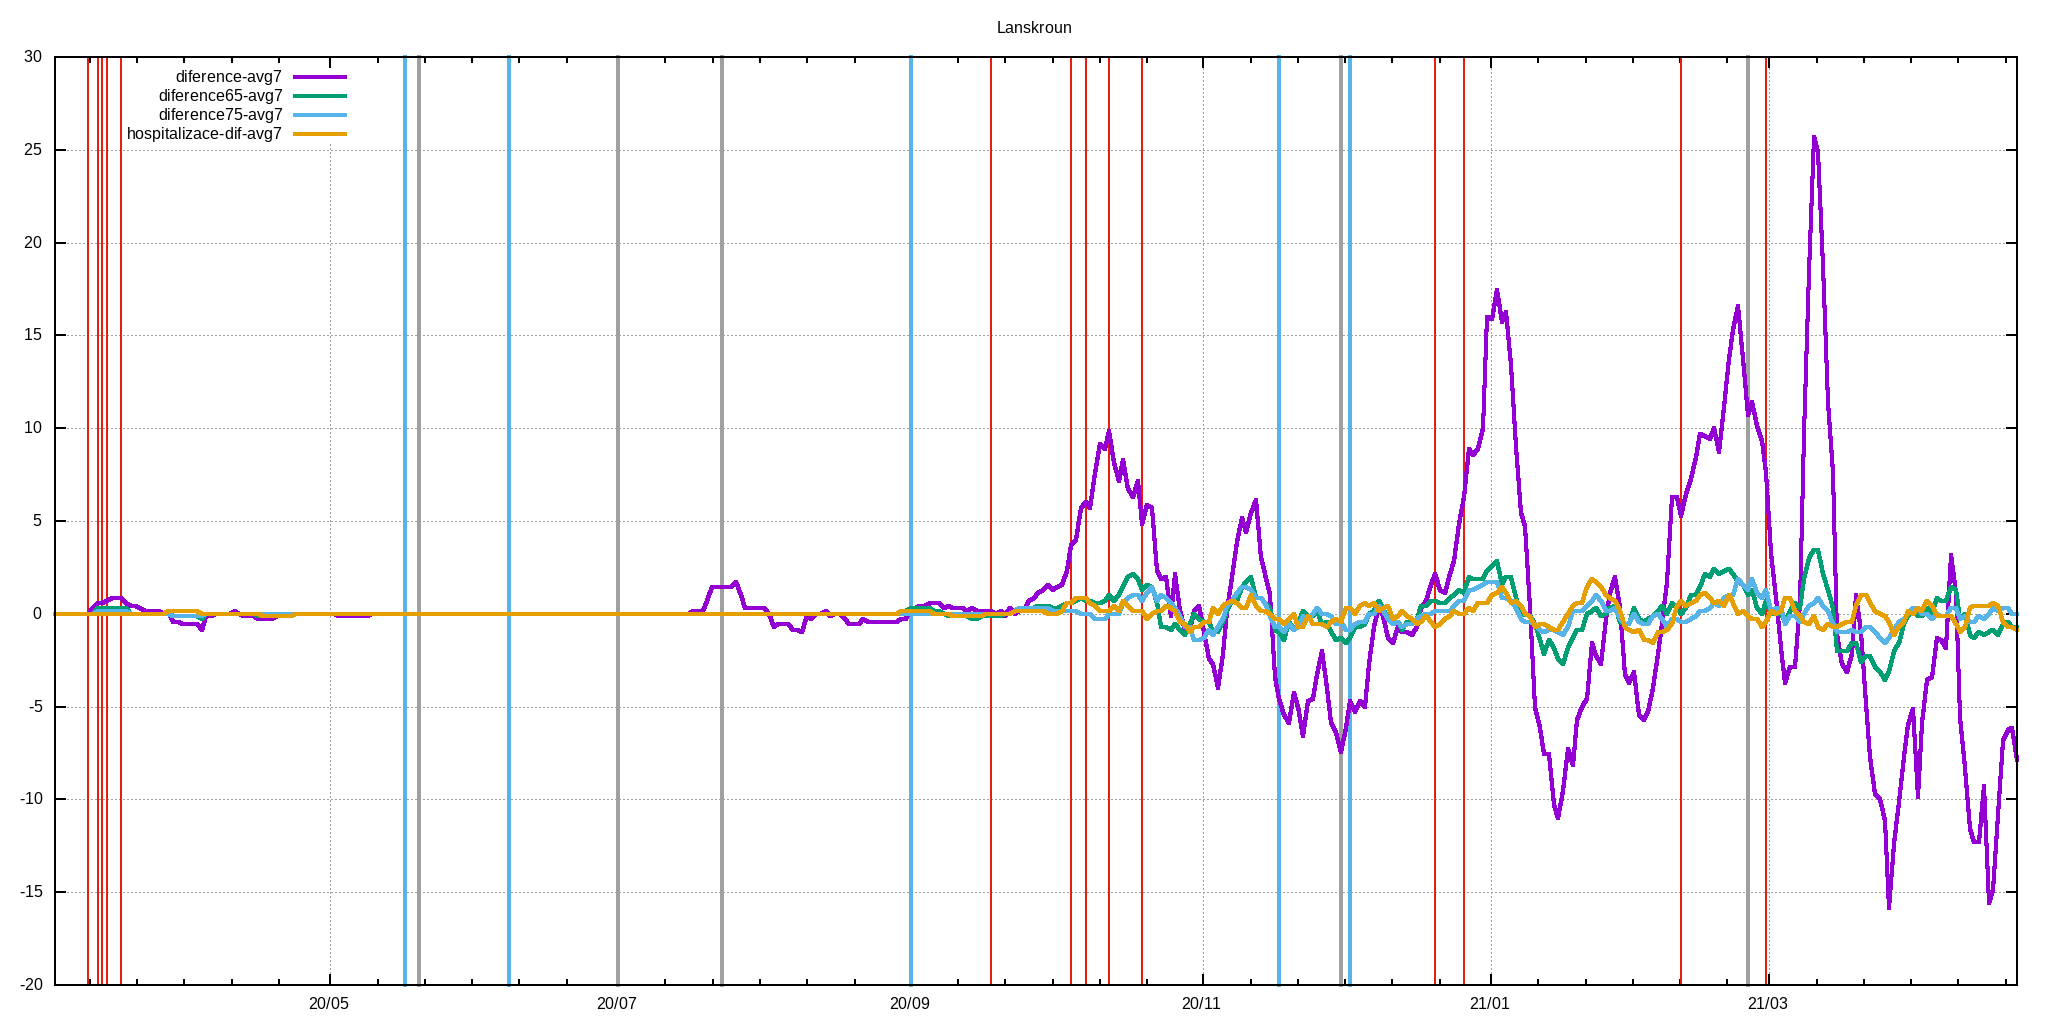 Lanskroun
30
25
20
15
10
5
0
-5
-10
-15
-20
diference-avg7
diference65-avg7
diference75-avg7
hospitalizace-dif-avg7
20/05 20/07 20/09 20/11 21/01 21/03